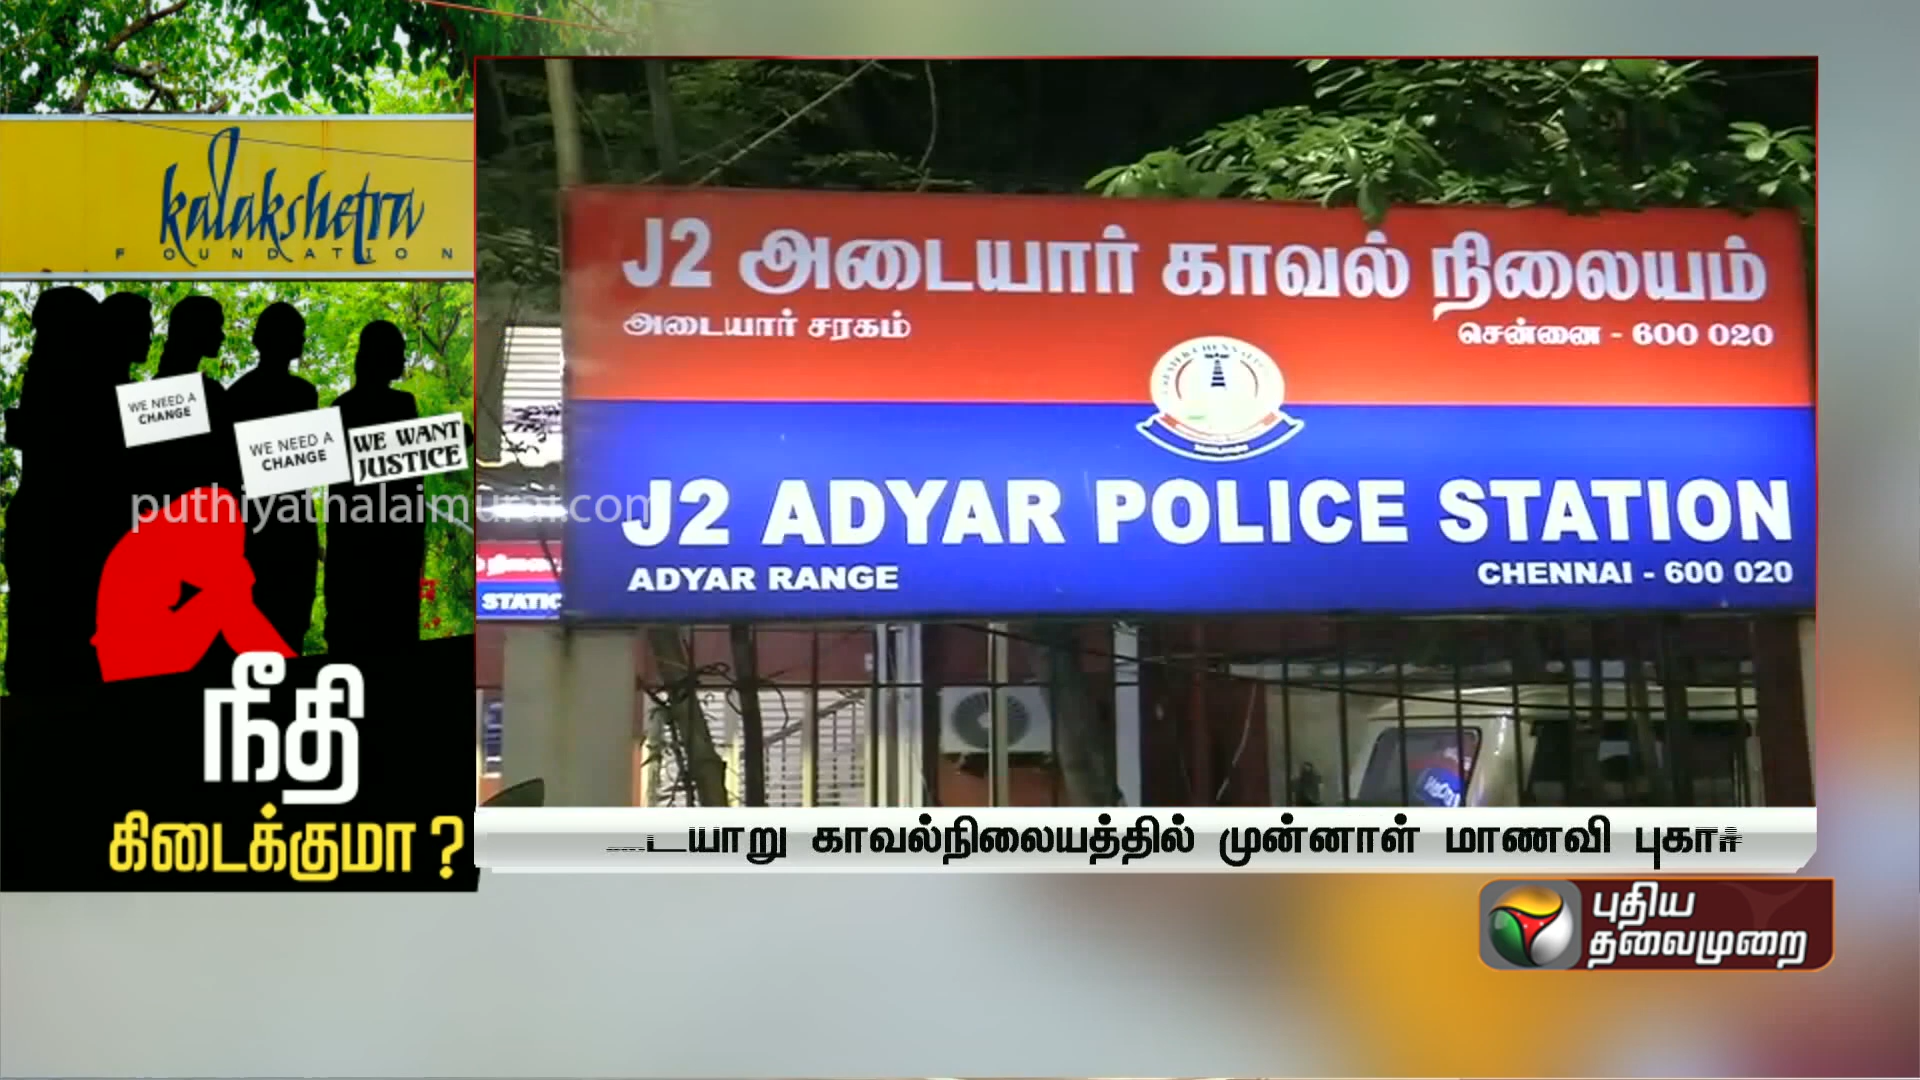 kalakshetra
FOUNDATION
WE NEED A
CHANGE
WE NEED A
CHANGE
WE WANT
JUSTICE
puthiyathalaimurai.com
நீதி
கிடைக்குமா ?
J2 அடையார் காவல் நிலையம்
அடையார் சரகம்
சென்னை - 600 020
J2 ADYAR POLICE STATION
ADYAR RANGE
CHENNAI - 600 020
காவல்நிலையத்தில் முன்னாள் மாணவி
புதிய
தலைமுறை